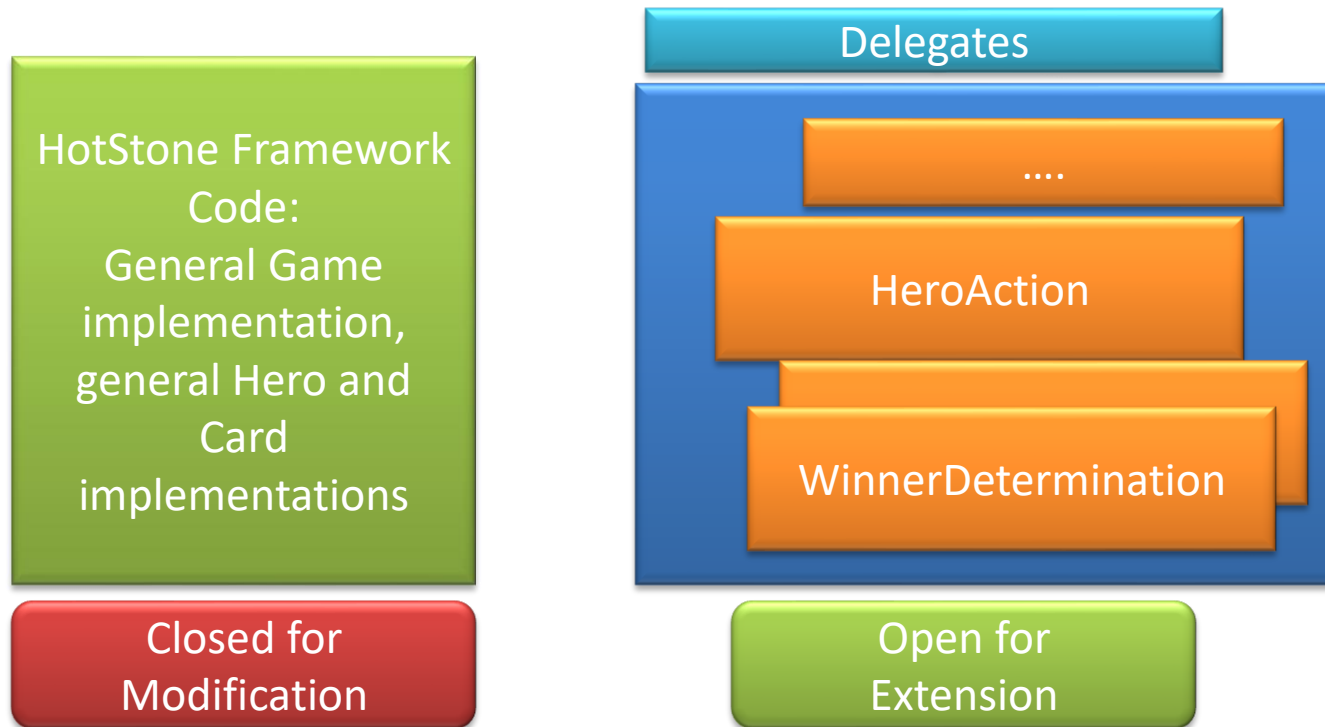 HotStone Framework
Code:
General Game
implementation,
general Hero and
Card
implementations
Closed for
Modification
Delegates
....
HeroAction
WinnerDetermination
Open for
Extension